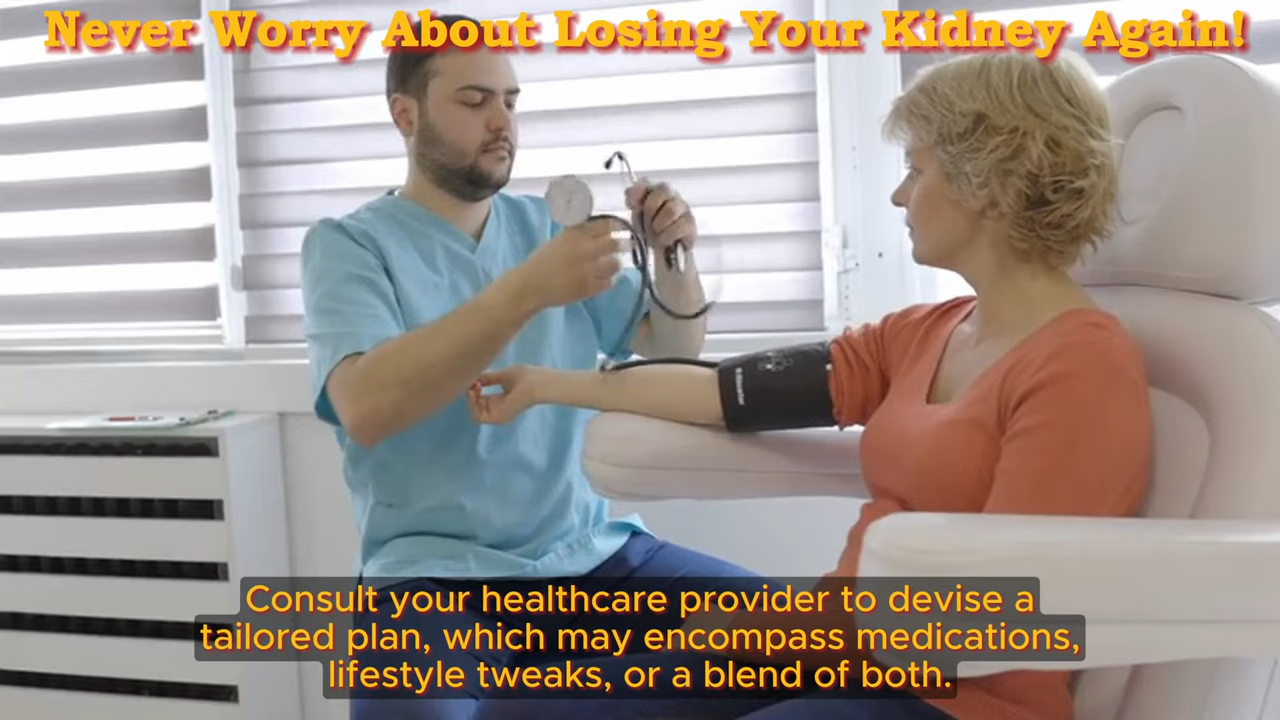 Never Worry About Losing Your Kidney Again!
Consult your healthcare provider to devise a
tailored plan, which may encompass medications,
lifestyle tweaks, or a blend of both.